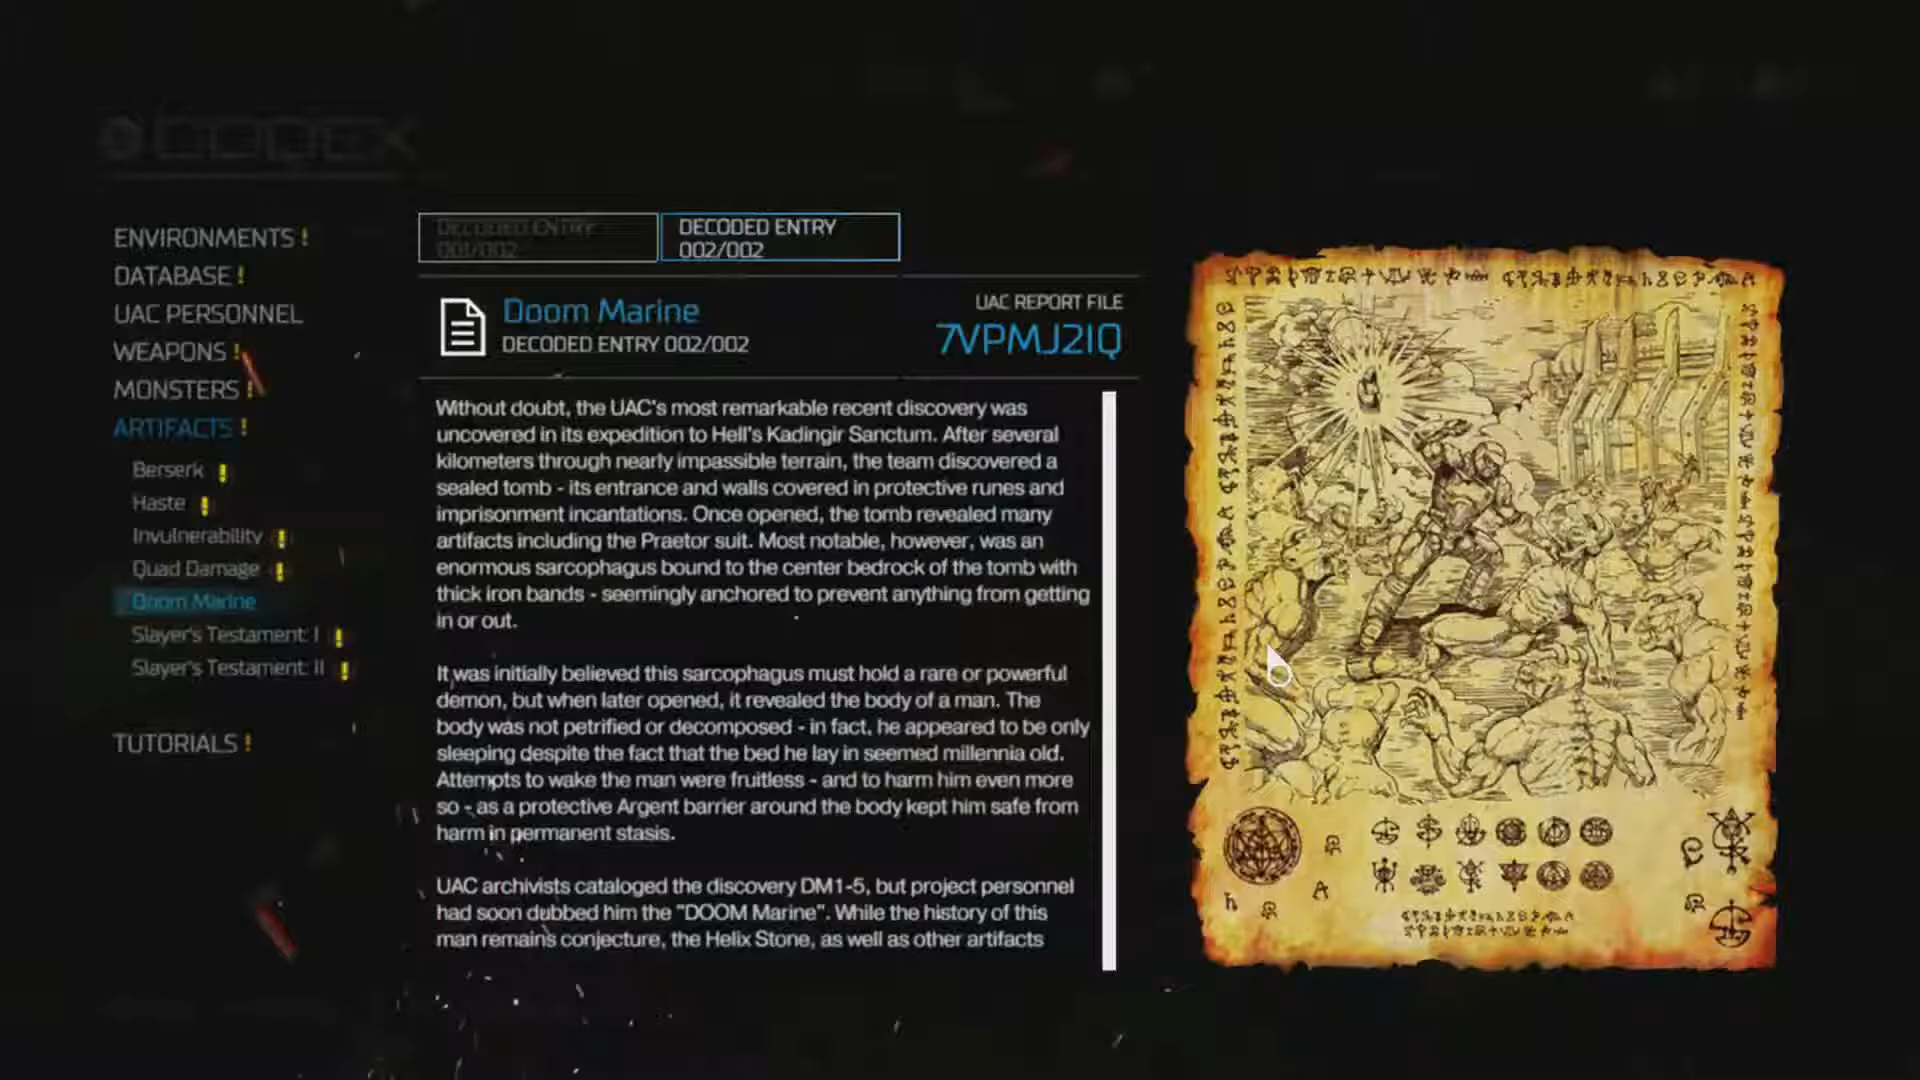 CODEX
ENVIRONMENTS !
DATABASE !
UAC PERSONNEL
WEAPONS !
MONSTERS !
ARTIFACTS !
Berserk !
Haste !
Invulnerability !
Quad Damage !
Doom Marine
Slayer's Testament: I !
Slayer's Testament: II !
TUTORIALS !
DECODED ENTRY
001/002
DECODED ENTRY
002/002
Doom Marine
DECODED ENTRY 002/002
UAC REPORT FILE
7VPMJ2IQ
Without doubt, the UAC's most remarkable recent discovery was
uncovered in its expedition to Hell's Kadingir Sanctum. After several
kilometers through nearly impassible terrain, the team discovered a
sealed tomb - its entrance and walls covered in protective runes and
imprisonment incantations. Once opened, the tomb revealed many
artifacts including the Praetor suit. Most notable, however, was an
enormous sarcophagus bound to the center bedrock of the tomb with
thick iron bands - seemingly anchored to prevent anything from getting
in or out.
It was initially believed this sarcophagus must hold a rare or powerful
demon, but when later opened, it revealed the body of a man. The
body was not petrified or decomposed - in fact, he appeared to be only
sleeping despite the fact that the bed he lay in seemed millennia old.
Attempts to wake the man were fruitless - and to harm him even more
so - as a protective Argent barrier around the body kept him safe from
harm in permanent stasis.
UAC archivists cataloged the discovery DM1-5, but project personnel
had soon dubbed him the "DOOM Marine". While the history of this
man remains conjecture, the Helix Stone, as well as other artifacts